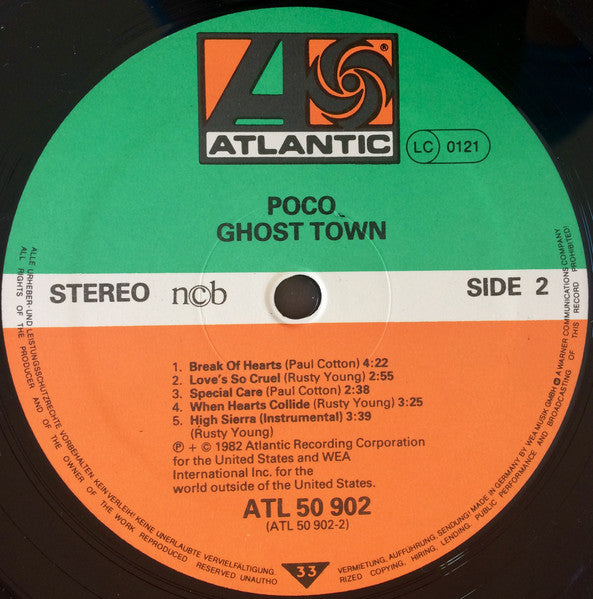 ATLANTIC
LC 0121
POCO
GHOST TOWN
STEREO ncb SIDE 2
1. Break Of Hearts (Paul Cotton) 4:22
2. Love's So Cruel (Rusty Young) 2:55
3. Special Care (Paul Cotton) 2:38
4. When Hearts Collide (Rusty Young) 3:25
5. High Sierra (Instrumental) 3:39
(Rusty Young)
℗ + © 1982 Atlantic Recording Corporation
for the United States and WEA
International Inc. for the
world outside of the United States.
ATL 50 902
(ATL 50 902-2)
33
ALLE URHEBER- UND LEISTUNGSSCHUTZRECHTE VORBEHALTEN KEIN VERLEIH! KEINE UNERLAUBTE VERVIELFÄLTIGUNG, VERMIETUNG, AUFFÜHRUNG, SENDUNG! MADE IN GERMANY BY WEA MUSIK GMBH A WARNER COMMUNICATIONS COMPANY
ALL RIGHTS OF THE PRODUCER AND OF THE OWNER OF THE WORK REPRODUCED RESERVED UNAUTHORIZED COPYING, HIRING, LENDING, PUBLIC PERFORMANCE AND BROADCASTING OF THIS RECORD PROHIBITED!